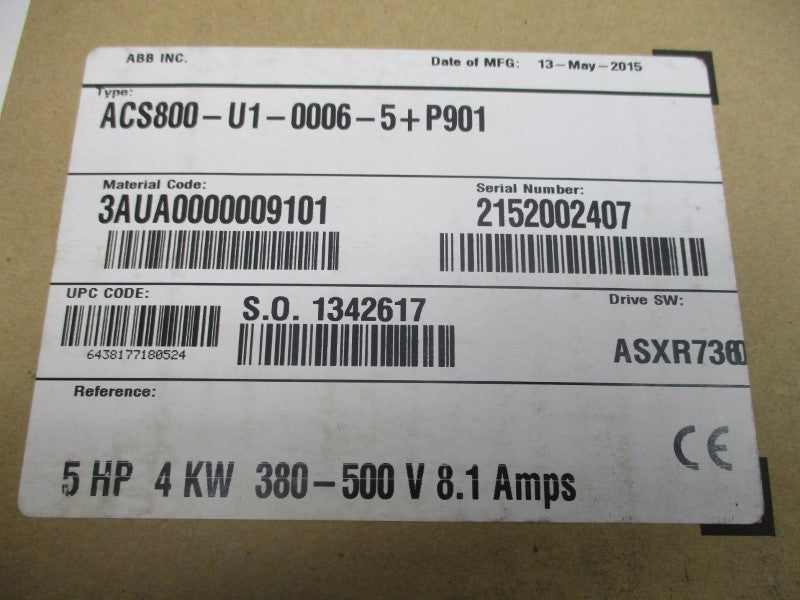 ABB INC. Date of MFG: 13-May-2015
Type:
ACS800-U1-0006-5+P901
Material Code: Serial Number:
3AUA0000009101 2152002407
UPC CODE: S.O. 1342617 Drive SW:
6438177180524
5 HP 4 KW 380-500 V 8.1 Amps
Reference:
CE